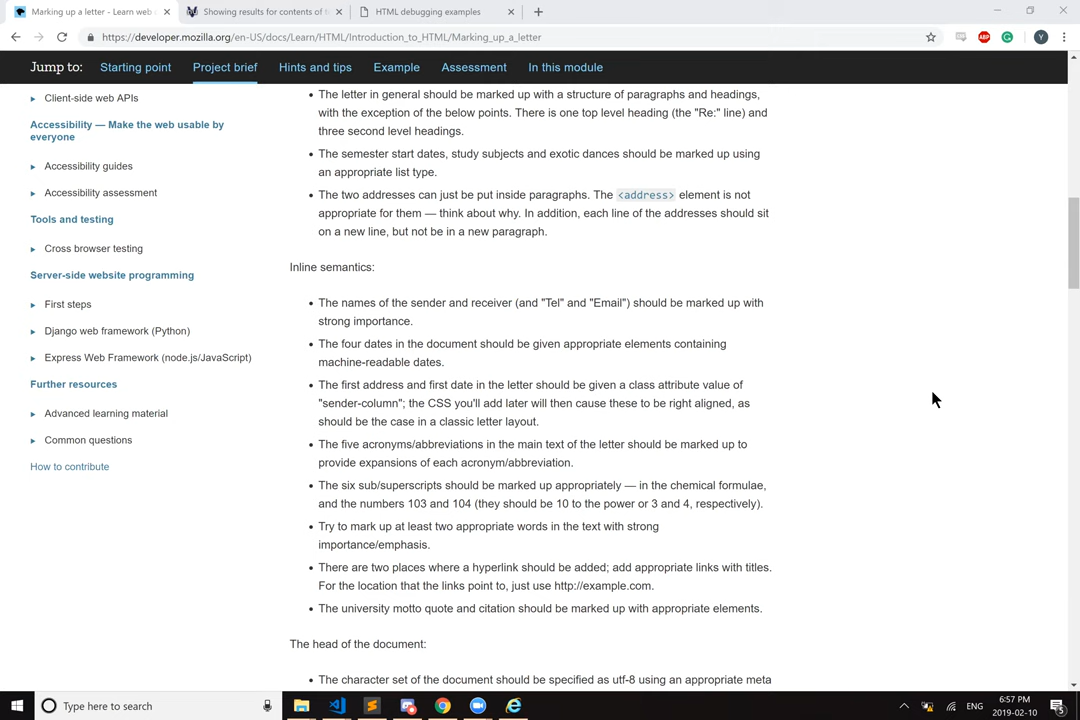 Marking up a letter - Learn web
Showing results for contents of t
HTML debugging examples
https://developer.mozilla.org/en-US/docs/Learn/HTML/Introduction_to_HTML/Marking_up_a_letter
ABP
Y
Jump to: Starting point Project brief Hints and tips Example Assessment In this module
Client-side web APIs
Accessibility — Make the web usable by
everyone
Accessibility guides
Accessibility assessment
Tools and testing
Cross browser testing
Server-side website programming
First steps
Django web framework (Python)
Express Web Framework (node.js/JavaScript)
Further resources
Advanced learning material
Common questions
How to contribute
• The letter in general should be marked up with a structure of paragraphs and headings,
with the exception of the below points. There is one top level heading (the "Re:" line) and
three second level headings.
• The semester start dates, study subjects and exotic dances should be marked up using
an appropriate list type.
• The two addresses can just be put inside paragraphs. The <address> element is not
appropriate for them — think about why. In addition, each line of the addresses should sit
on a new line, but not be in a new paragraph.
Inline semantics:
• The names of the sender and receiver (and "Tel" and "Email") should be marked up with
strong importance.
• The four dates in the document should be given appropriate elements containing
machine-readable dates.
• The first address and first date in the letter should be given a class attribute value of
"sender-column"; the CSS you'll add later will then cause these to be right aligned, as
should be the case in a classic letter layout.
• The five acronyms/abbreviations in the main text of the letter should be marked up to
provide expansions of each acronym/abbreviation.
• The six sub/superscripts should be marked up appropriately — in the chemical formulae,
and the numbers 103 and 104 (they should be 10 to the power or 3 and 4, respectively).
• Try to mark up at least two appropriate words in the text with strong
importance/emphasis.
• There are two places where a hyperlink should be added; add appropriate links with titles.
For the location that the links point to, just use http://example.com.
• The university motto quote and citation should be marked up with appropriate elements.
The head of the document:
• The character set of the document should be specified as utf-8 using an appropriate meta
Type here to search
ENG
6:57 PM
2019-02-10
5